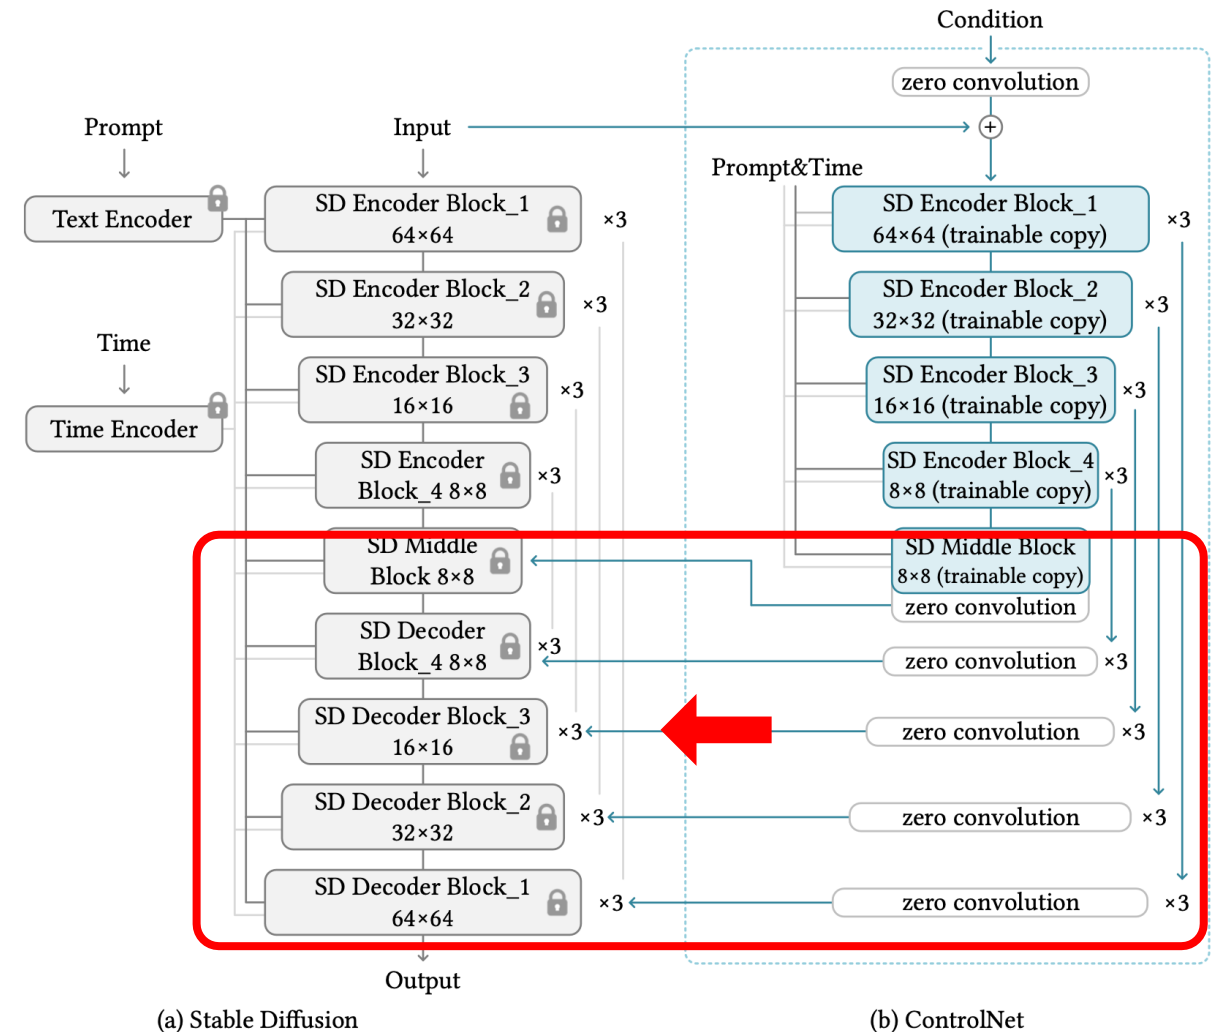 Condition
zero convolution
Prompt
Input
+
Prompt&Time
Text Encoder
SD Encoder Block_1
64×64
×3
SD Encoder Block_1
64×64 (trainable copy)
×3
SD Encoder Block_2
32×32
×3
SD Encoder Block_2
32×32 (trainable copy)
×3
Time
SD Encoder Block_3
16×16
×3
SD Encoder Block_3
16×16 (trainable copy)
×3
Time Encoder
SD Encoder
Block_4 8×8
×3
SD Encoder Block_4
8×8 (trainable copy)
×3
SD Middle
Block 8×8
SD Middle Block
8×8 (trainable copy)
zero convolution
SD Decoder
Block_4 8×8
×3
zero convolution
×3
SD Decoder Block_3
16×16
×3
zero convolution
×3
SD Decoder Block_2
32×32
×3
zero convolution
×3
SD Decoder Block_1
64×64
×3
zero convolution
×3
Output
(a) Stable Diffusion
(b) ControlNet